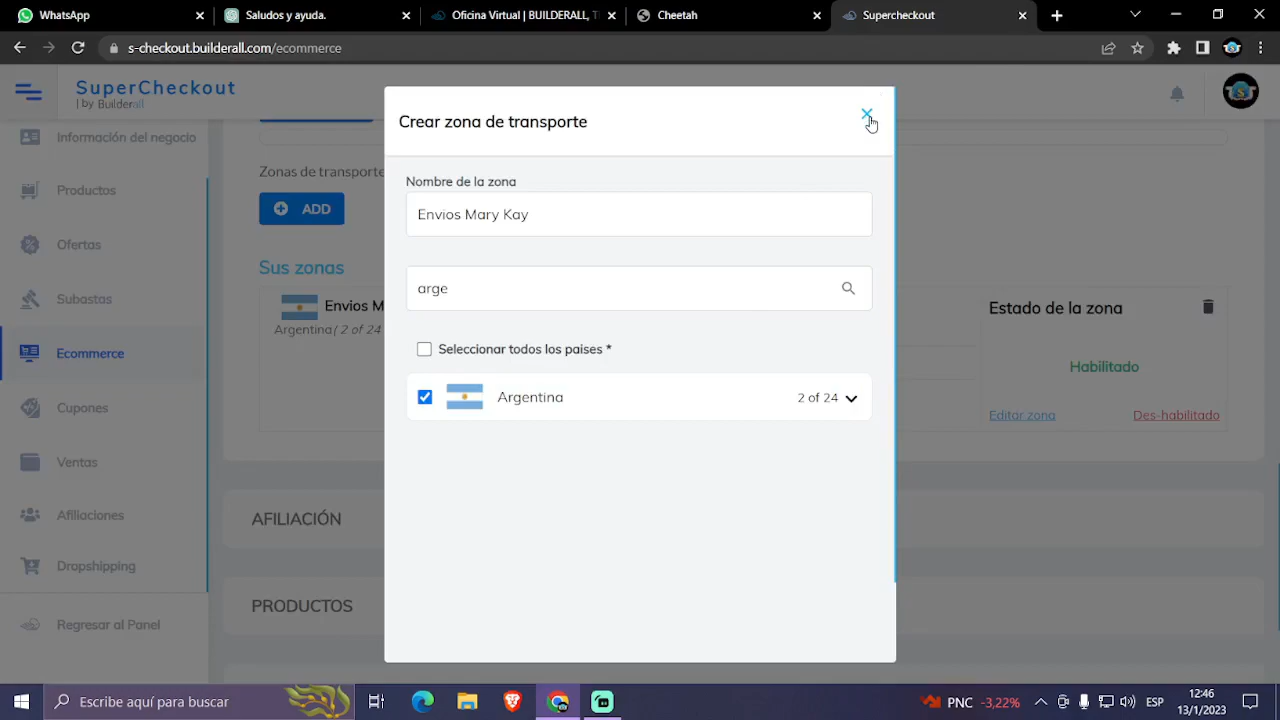 WhatsApp
Saludos y ayuda.
Oficina Virtual | BUILDERALL, T
Cheetah
Supercheckout
s-checkout.builderall.com/ecommerce
SuperCheckout
| by Builderall
Información del negocio
Productos
Ofertas
Subastas
Ecommerce
Cupones
Ventas
Afiliaciones
Dropshipping
Regresar al Panel
Zonas de transporte
ADD
Sus zonas
Envios M
Argentina( 2 of 24
Estado de la zona
Habilitado
Editar zona
Des-habilitado
AFILIACIÓN
PRODUCTOS
Crear zona de transporte
Nombre de la zona
Envios Mary Kay
arge
Seleccionar todos los paises *
Argentina
2 of 24
Escribe aquí para buscar
PNC -3,22%
ESP
12:46
13/1/2023